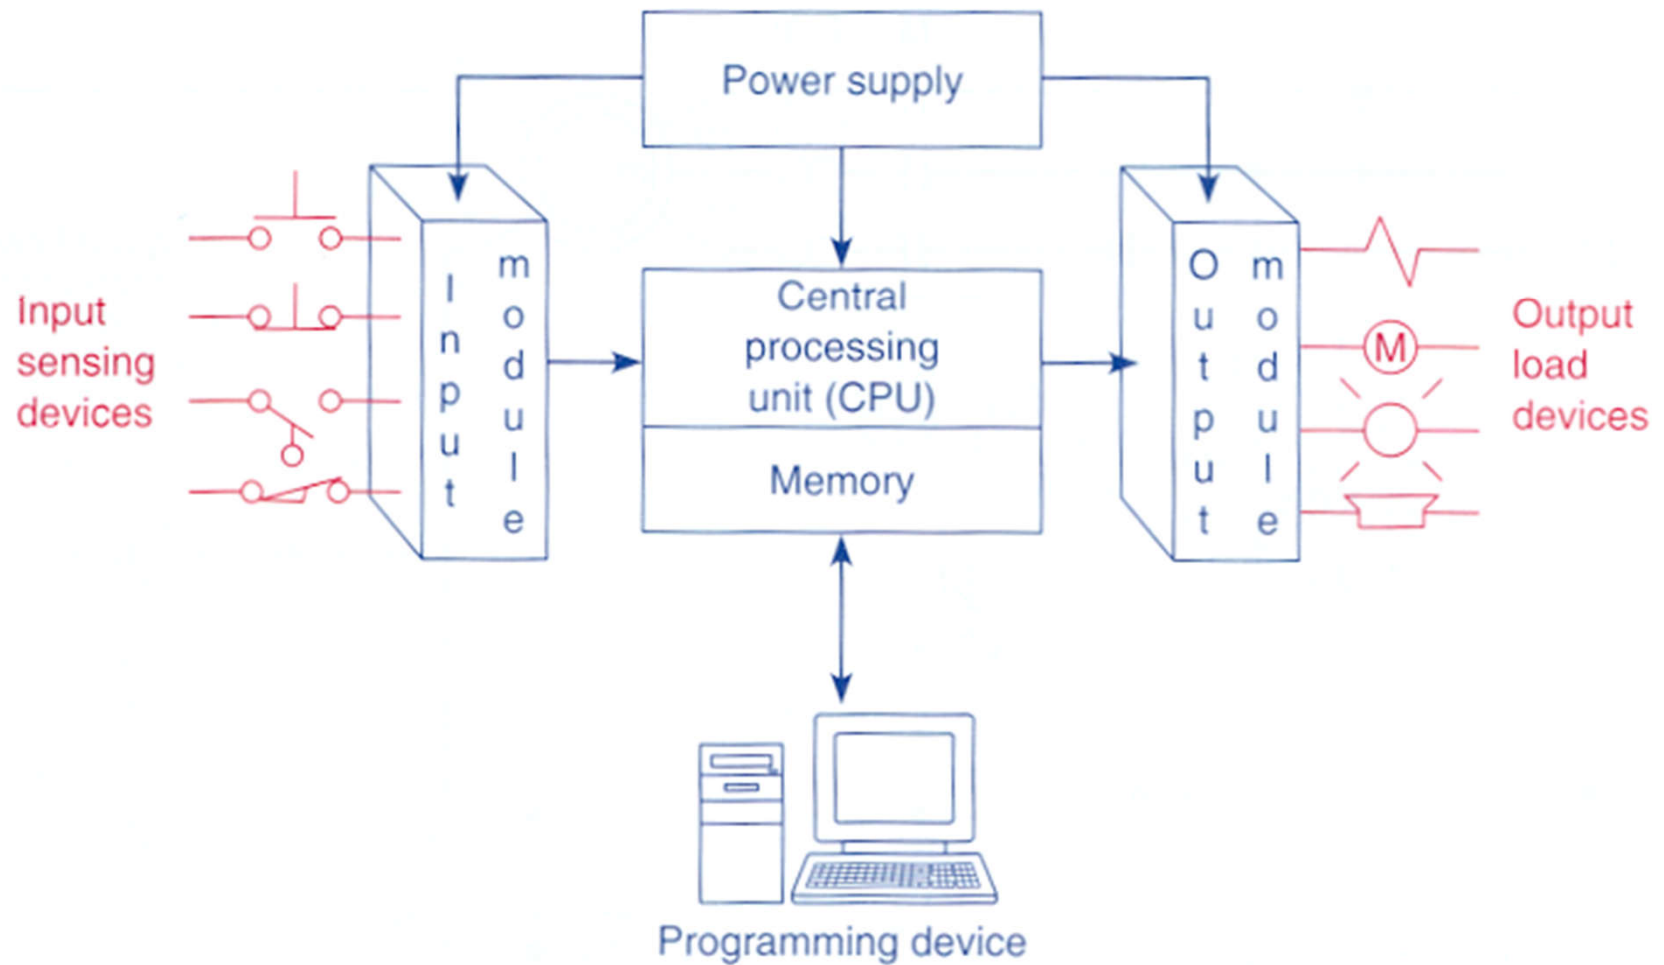 Power supply
Input
module
Central
processing
unit (CPU)
Memory
Output
module
Input
sensing
devices
M
Output
load
devices
Programming device